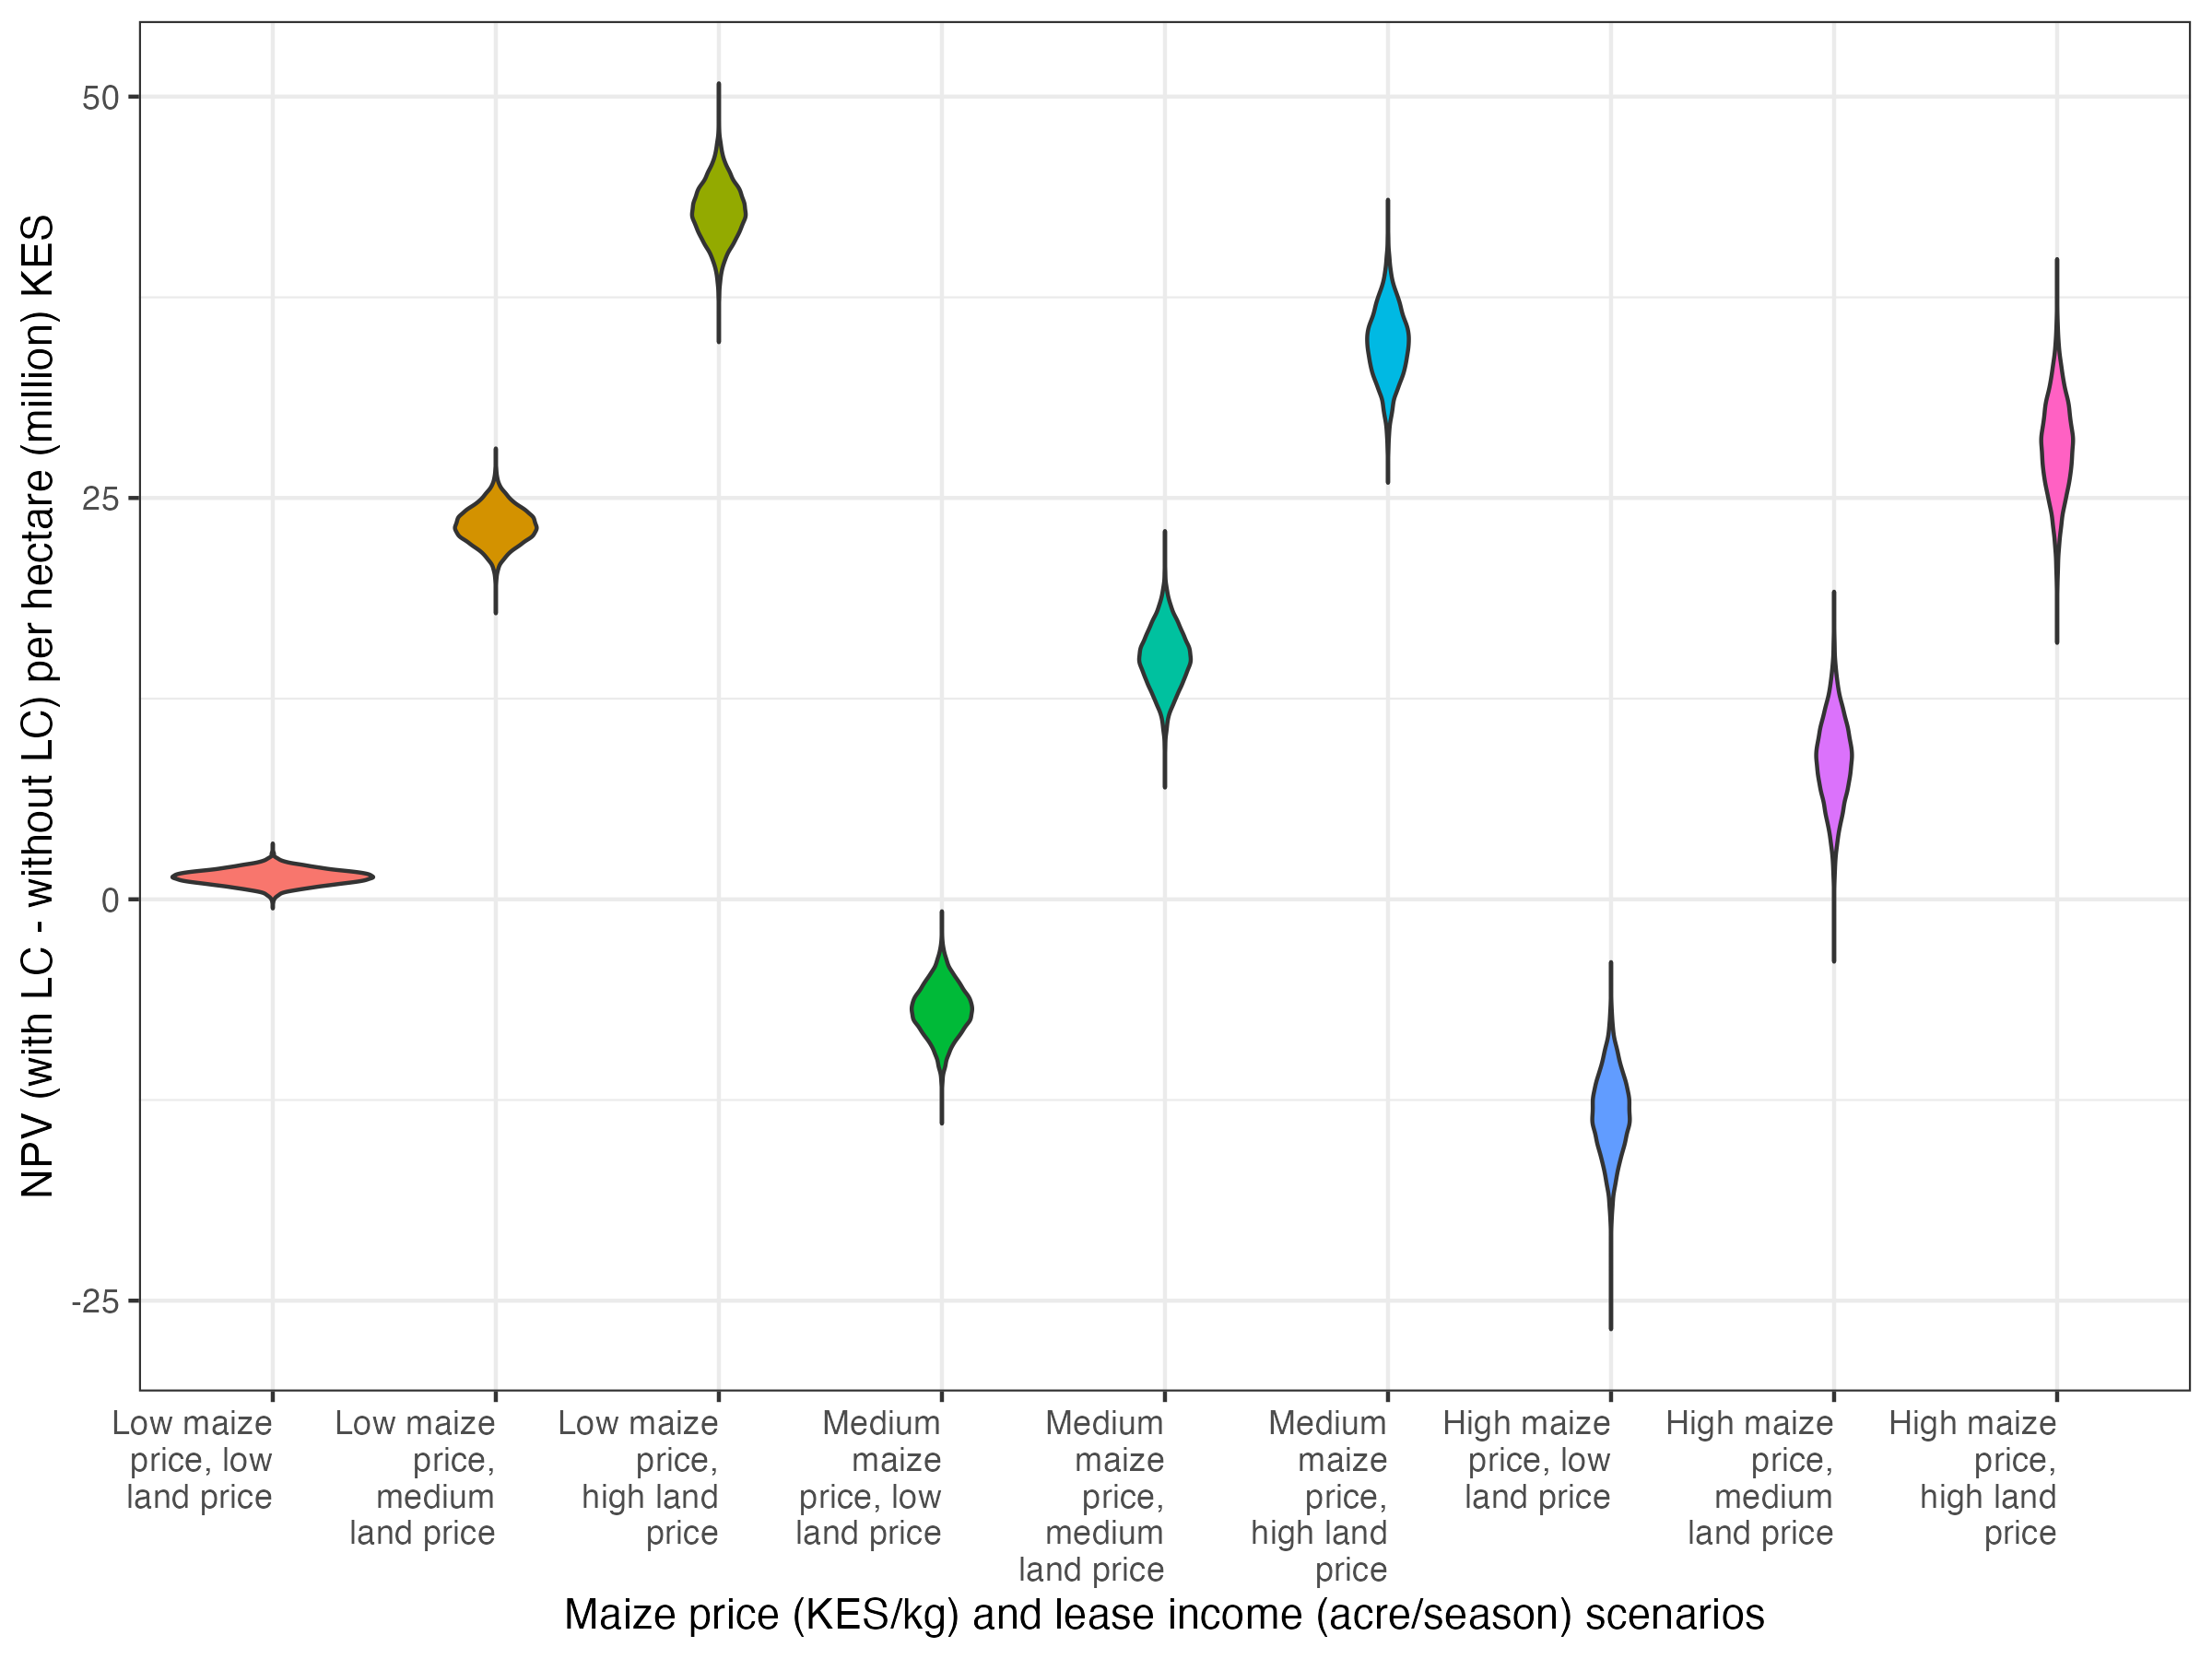 NPV (with LC - without LC) per hectare (million) KES
50
25
0
-25
Low maize
price, low
land price
Low maize
price,
medium
land price
Low maize
price,
high land
price
Medium
maize
price, low
land price
Medium
maize
price,
medium
land price
Medium
maize
price,
high land
price
High maize
price, low
land price
High maize
price,
medium
land price
High maize
price,
high land
price
Maize price (KES/kg) and lease income (acre/season) scenarios